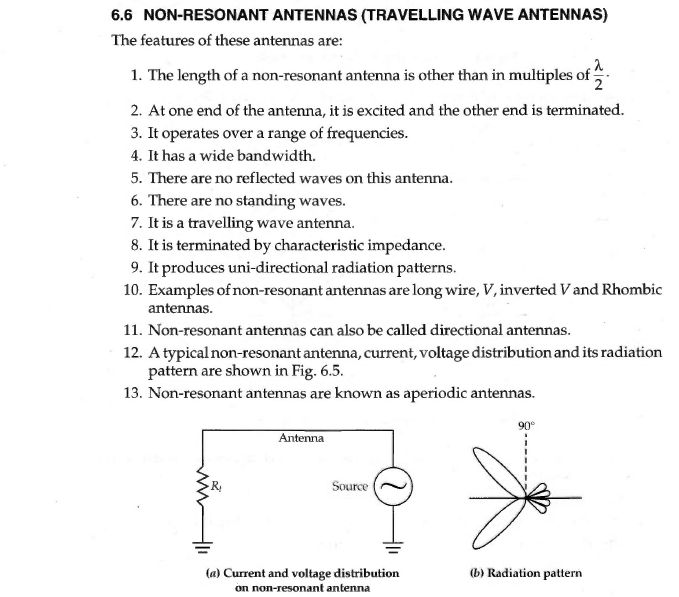 6.6 NON-RESONANT ANTENNAS (TRAVELLING WAVE ANTENNAS)
The features of these antennas are:
1. The length of a non-resonant antenna is other than in multiples of λ/2.
2. At one end of the antenna, it is excited and the other end is terminated.
3. It operates over a range of frequencies.
4. It has a wide bandwidth.
5. There are no reflected waves on this antenna.
6. There are no standing waves.
7. It is a travelling wave antenna.
8. It is terminated by characteristic impedance.
9. It produces uni-directional radiation patterns.
10. Examples of non-resonant antennas are long wire, V, inverted V and Rhombic
antennas.
11. Non-resonant antennas can also be called directional antennas.
12. A typical non-resonant antenna, current, voltage distribution and its radiation
pattern are shown in Fig. 6.5.
13. Non-resonant antennas are known as aperiodic antennas.
Antenna
R_t
Source
90°
(a) Current and voltage distribution
on non-resonant antenna
(b) Radiation pattern